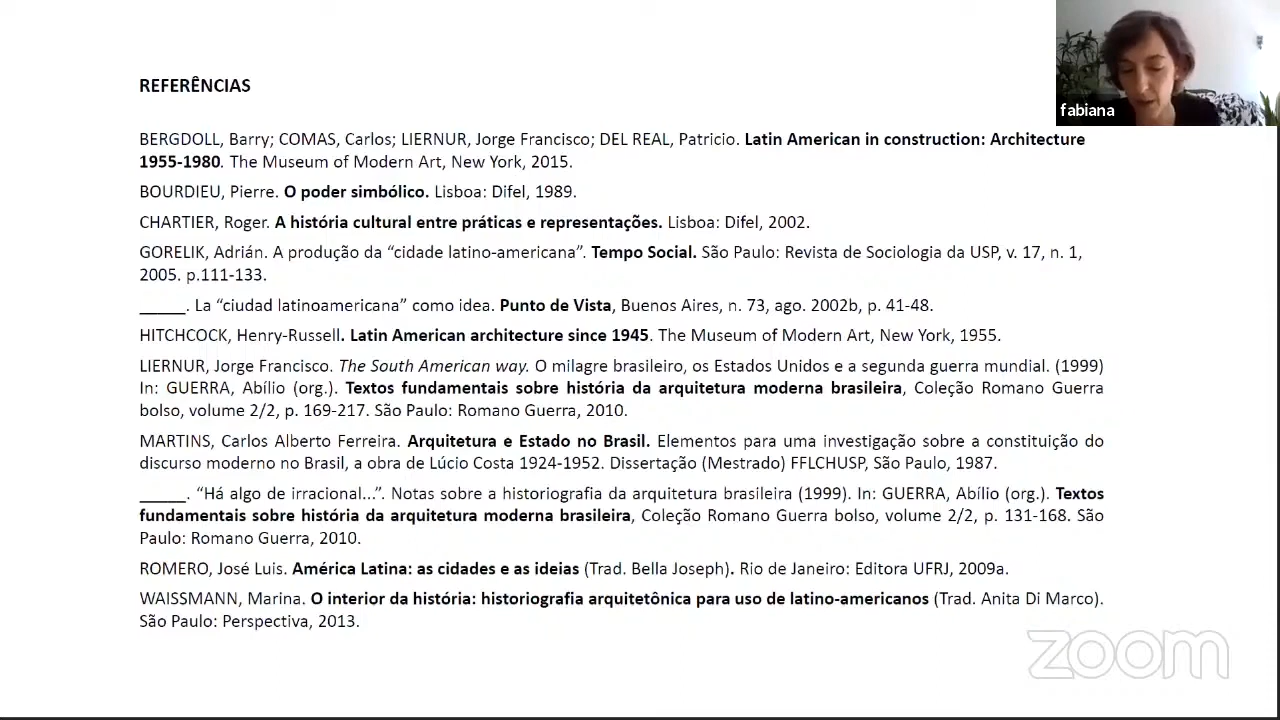 fabiana
REFERÊNCIAS
BERGDOLL, Barry; COMAS, Carlos; LIERNUR, Jorge Francisco; DEL REAL, Patricio. Latin American in construction: Architecture
1955-1980. The Museum of Modern Art, New York, 2015.
BOURDIEU, Pierre. O poder simbólico. Lisboa: Difel, 1989.
CHARTIER, Roger. A história cultural entre práticas e representações. Lisboa: Difel, 2002.
GORELIK, Adrián. A produção da “cidade latino-americana”. Tempo Social. São Paulo: Revista de Sociologia da USP, v. 17, n. 1,
2005. p.111-133.
_____. La “ciudad latinoamericana” como idea. Punto de Vista, Buenos Aires, n. 73, ago. 2002b, p. 41-48.
HITCHCOCK, Henry-Russell. Latin American architecture since 1945. The Museum of Modern Art, New York, 1955.
LIERNUR, Jorge Francisco. The South American way. O milagre brasileiro, os Estados Unidos e a segunda guerra mundial. (1999)
In: GUERRA, Abílio (org.). Textos fundamentais sobre história da arquitetura moderna brasileira, Coleção Romano Guerra
bolso, volume 2/2, p. 169-217. São Paulo: Romano Guerra, 2010.
MARTINS, Carlos Alberto Ferreira. Arquitetura e Estado no Brasil. Elementos para uma investigação sobre a constituição do
discurso moderno no Brasil, a obra de Lúcio Costa 1924-1952. Dissertação (Mestrado) FFLCHUSP, São Paulo, 1987.
_____. “Há algo de irracional...”. Notas sobre a historiografia da arquitetura brasileira (1999). In: GUERRA, Abílio (org.). Textos
fundamentais sobre história da arquitetura moderna brasileira, Coleção Romano Guerra bolso, volume 2/2, p. 131-168. São
Paulo: Romano Guerra, 2010.
ROMERO, José Luis. América Latina: as cidades e as ideias (Trad. Bella Joseph). Rio de Janeiro: Editora UFRJ, 2009a.
WAISSMANN, Marina. O interior da história: historiografia arquitetônica para uso de latino-americanos (Trad. Anita Di Marco).
São Paulo: Perspectiva, 2013.
zoom